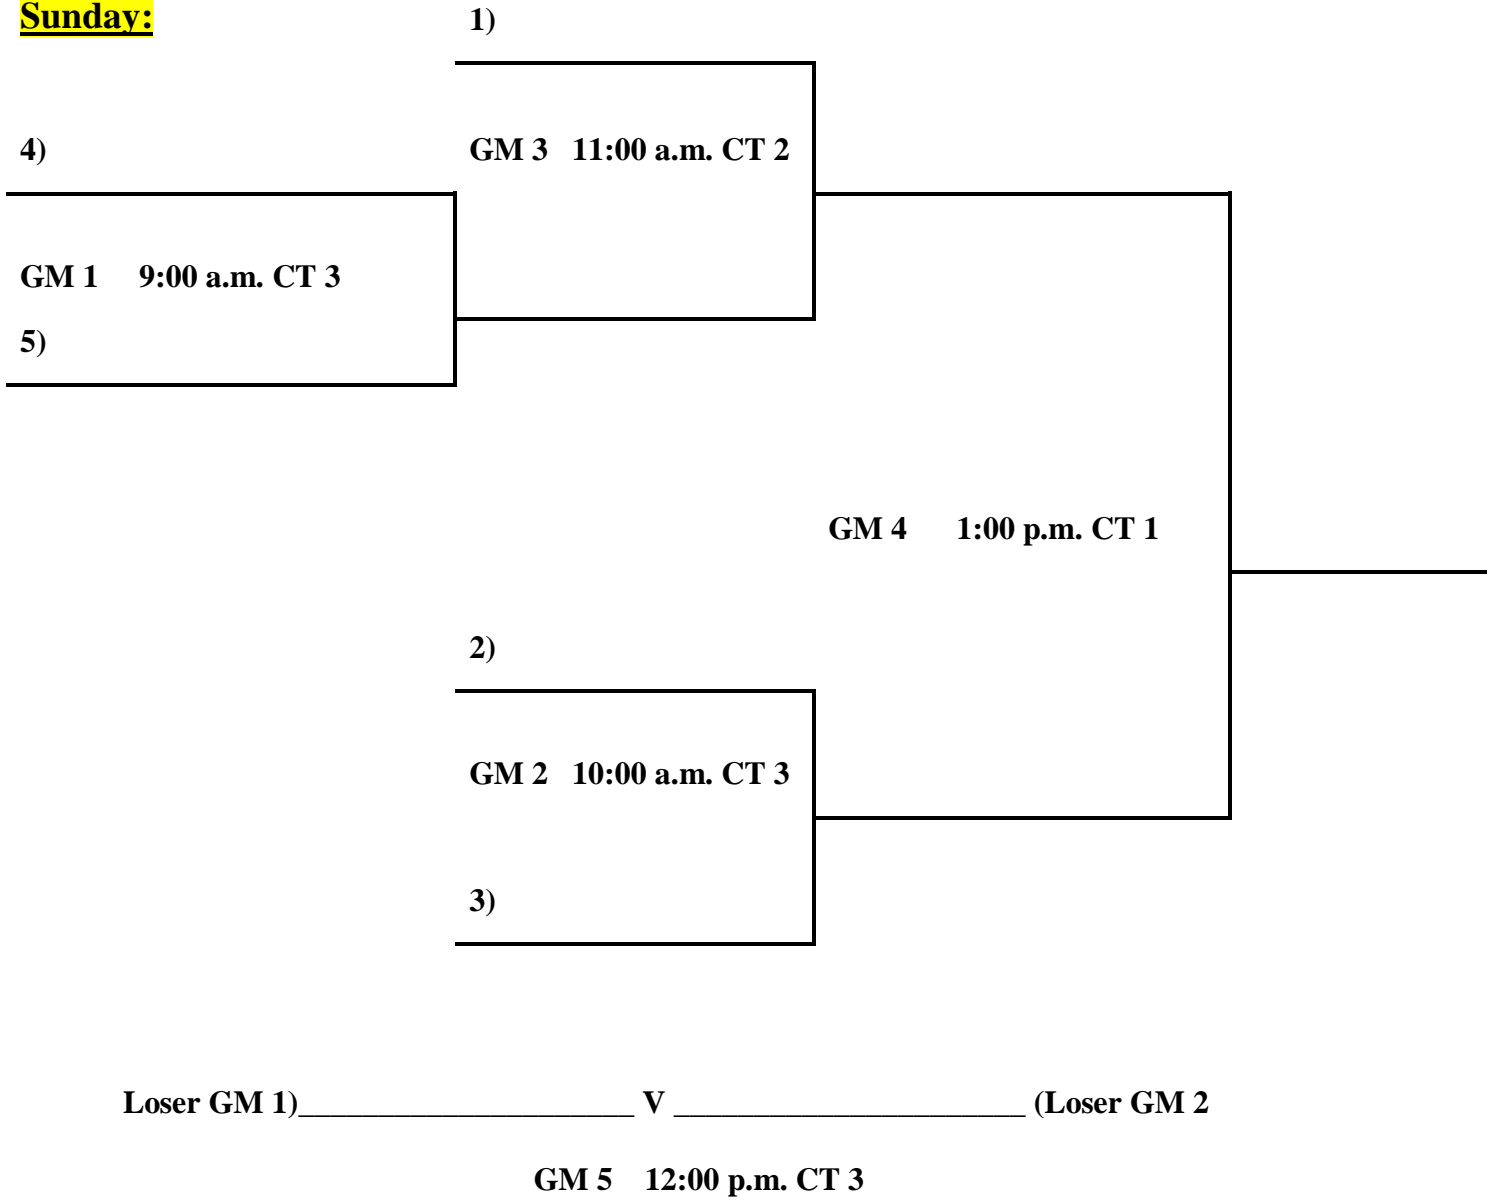 Sunday:
1)
4)
GM 3 11:00 a.m. CT 2
GM 1 9:00 a.m. CT 3
5)
GM 4 1:00 p.m. CT 1
2)
GM 2 10:00 a.m. CT 3
3)
Loser GM 1)_____________________ V ______________________ (Loser GM 2
GM 5 12:00 p.m. CT 3